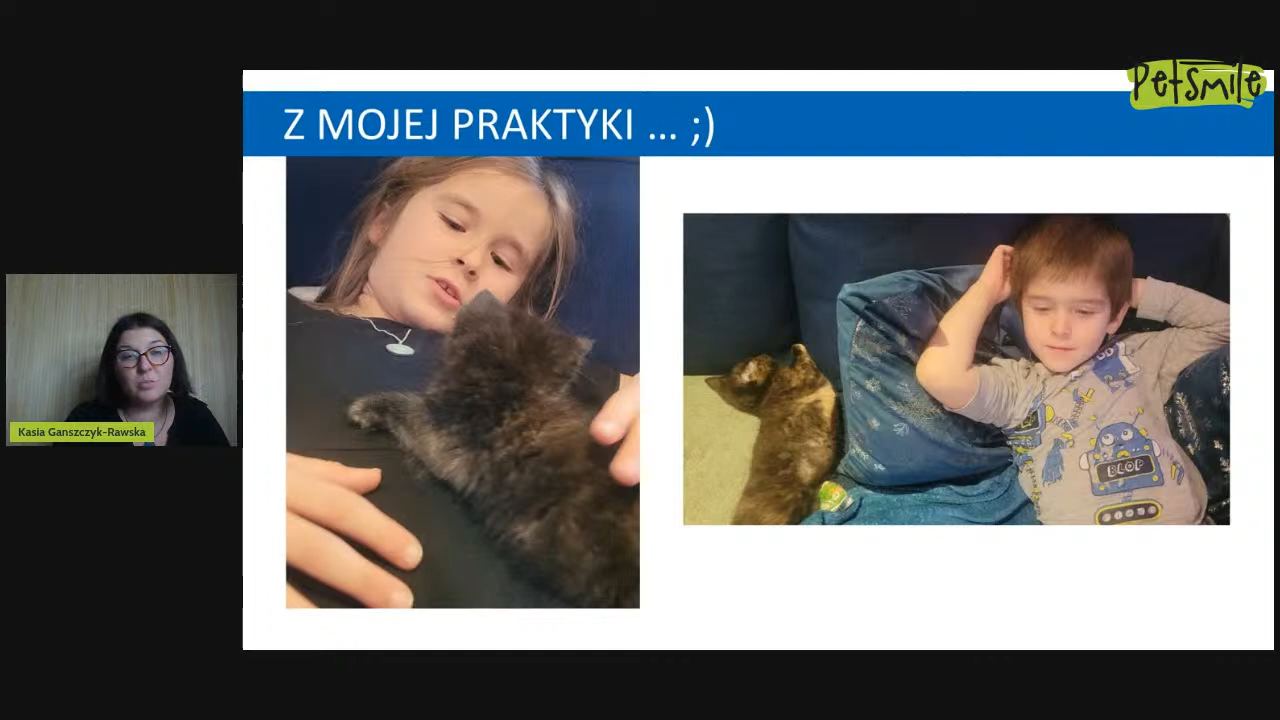 PetSmile
Z MOJEJ PRAKTYKI ... ;)
Kasia Ganszczyk-Rawska
BLOP